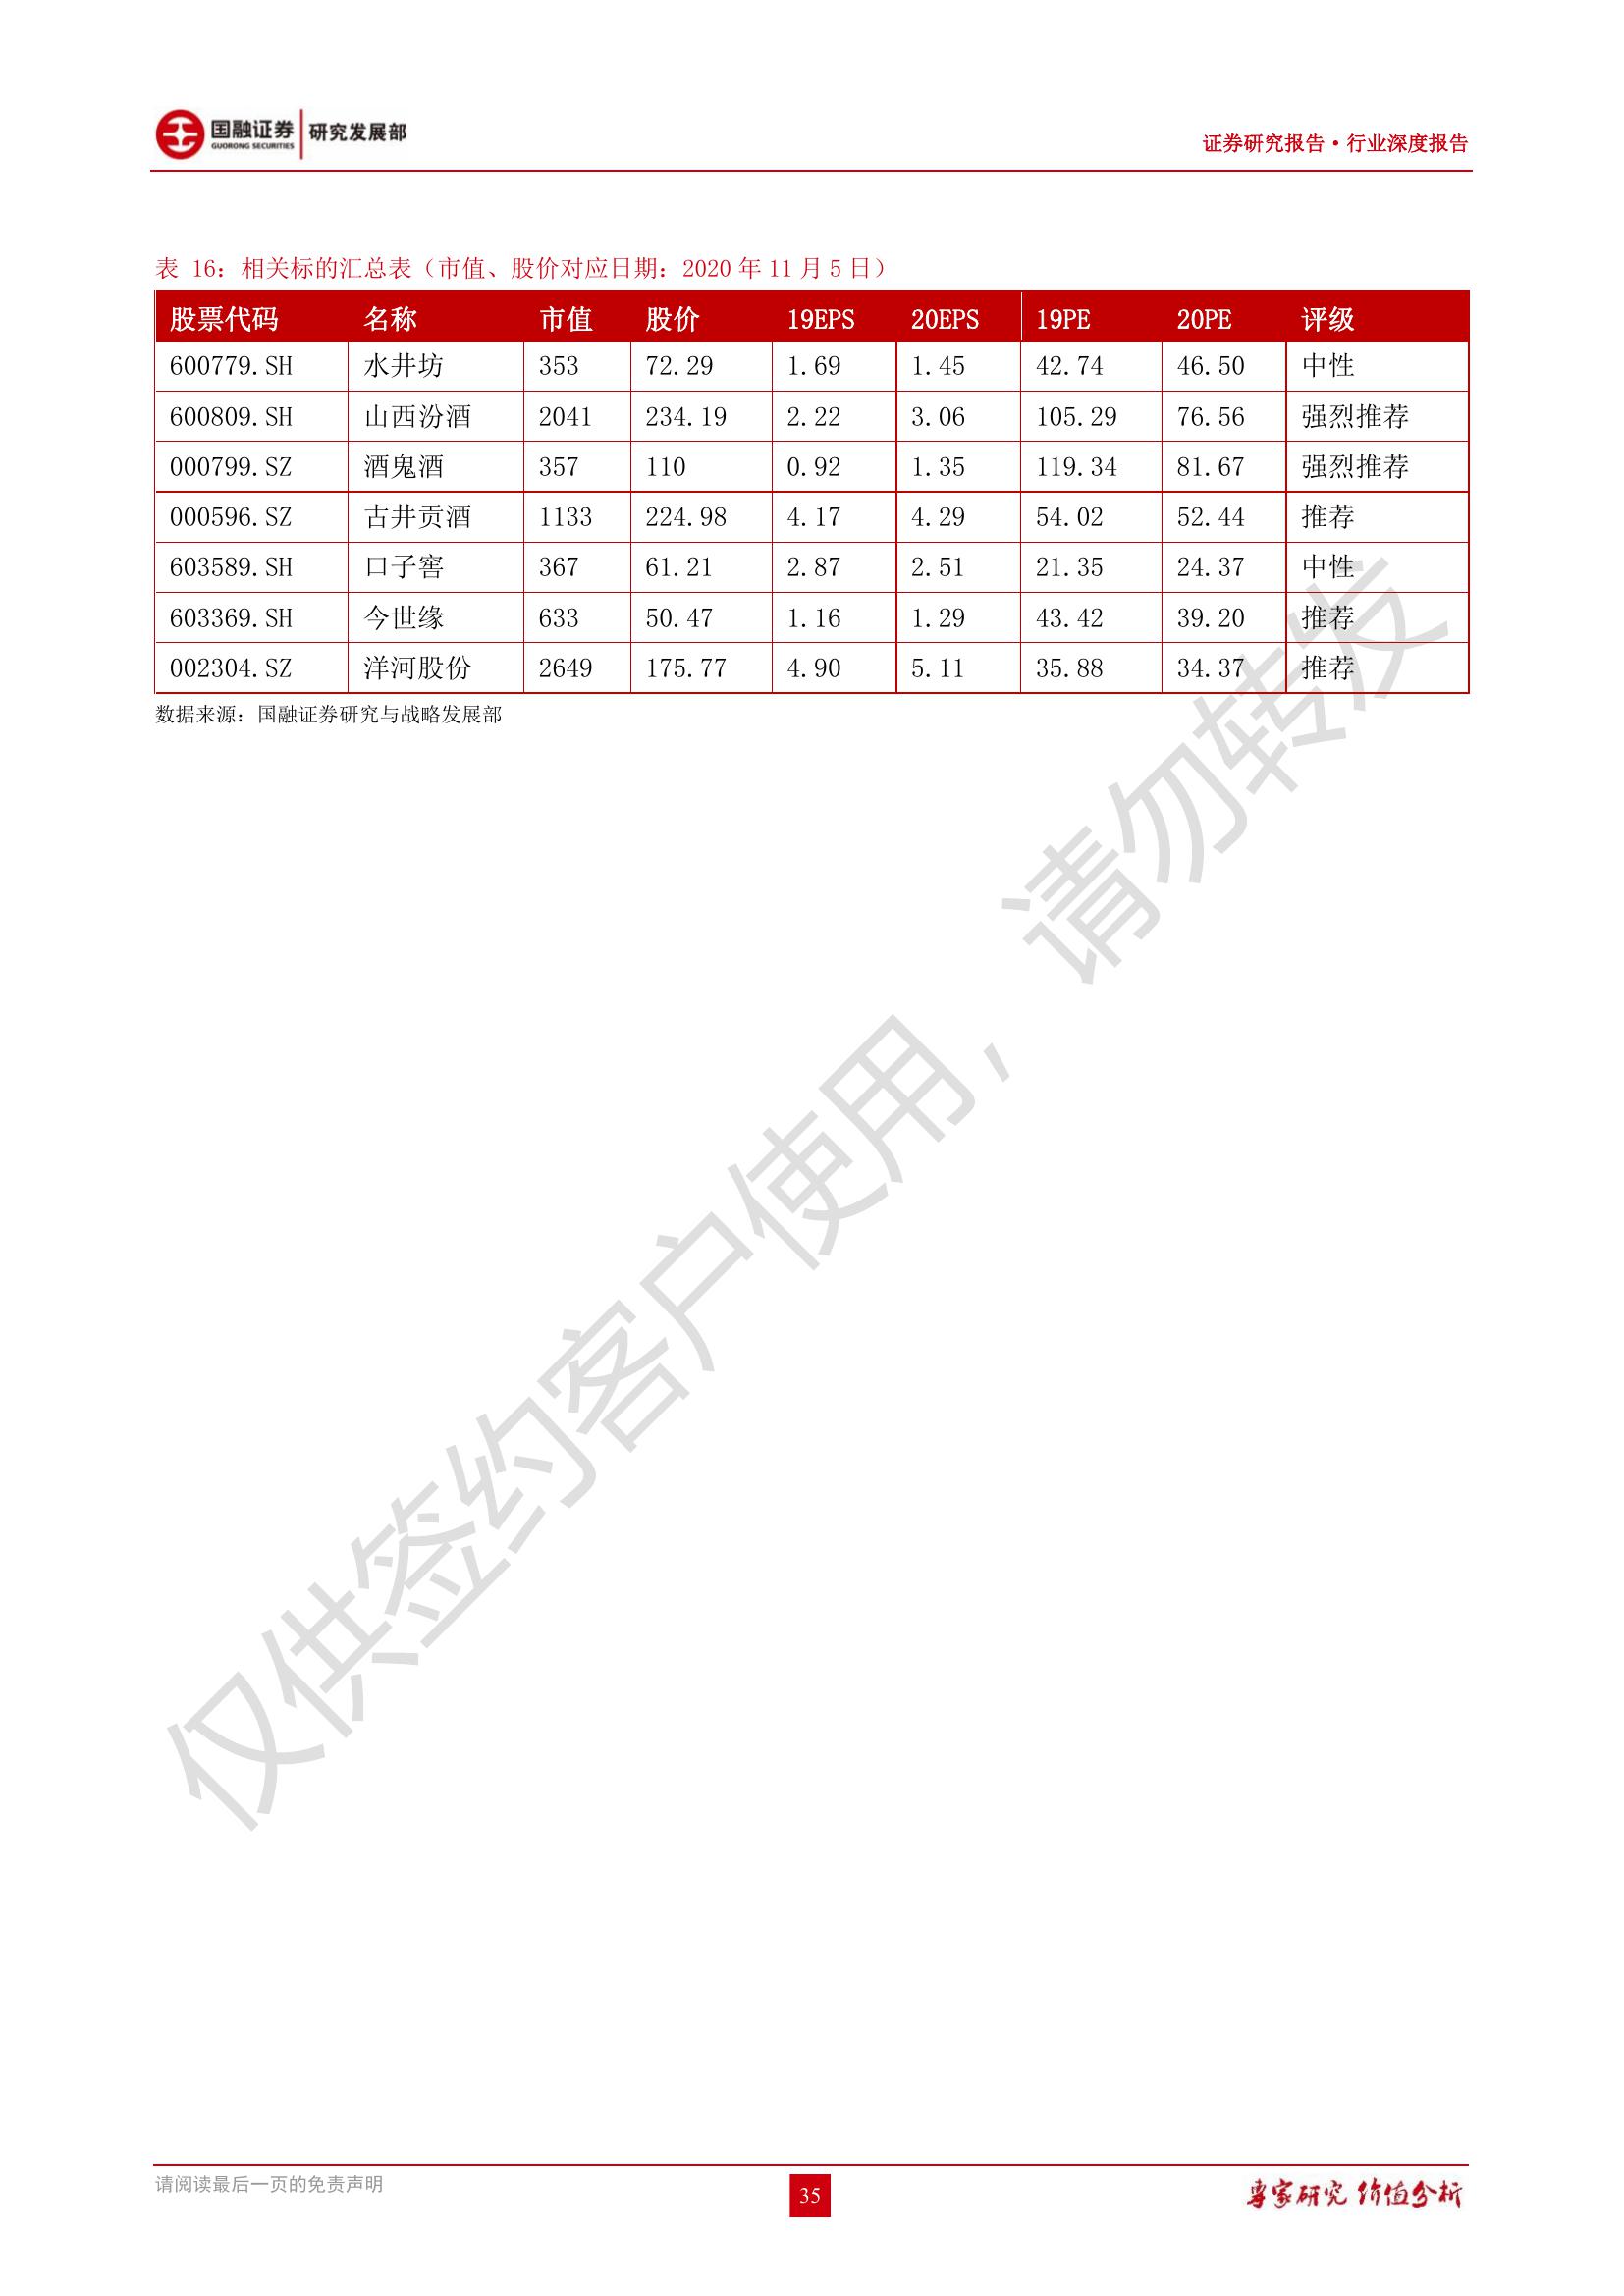 国融证券 研究发展部
GUORONG SECURITIES
证券研究报告·行业深度报告
表 16：相关标的汇总表（市值、股价对应日期：2020 年 11 月 5 日）
股票代码 名称 市值 股价 19EPS 20EPS 19PE 20PE 评级
600779.SH 水井坊 353 72.29 1.69 1.45 42.74 46.50 中性
600809.SH 山西汾酒 2041 234.19 2.22 3.06 105.29 76.56 强烈推荐
000799.SZ 酒鬼酒 357 110 0.92 1.35 119.34 81.67 强烈推荐
000596.SZ 古井贡酒 1133 224.98 4.17 4.29 54.02 52.44 推荐
603589.SH 口子窖 367 61.21 2.87 2.51 21.35 24.37 中性
603369.SH 今世缘 633 50.47 1.16 1.29 43.42 39.20 推荐
002304.SZ 洋河股份 2649 175.77 4.90 5.11 35.88 34.37 推荐
数据来源：国融证券研究与战略发展部
仅供签约客户使用，请勿转发
请阅读最后一页的免责声明
35
专家研究 价值分析